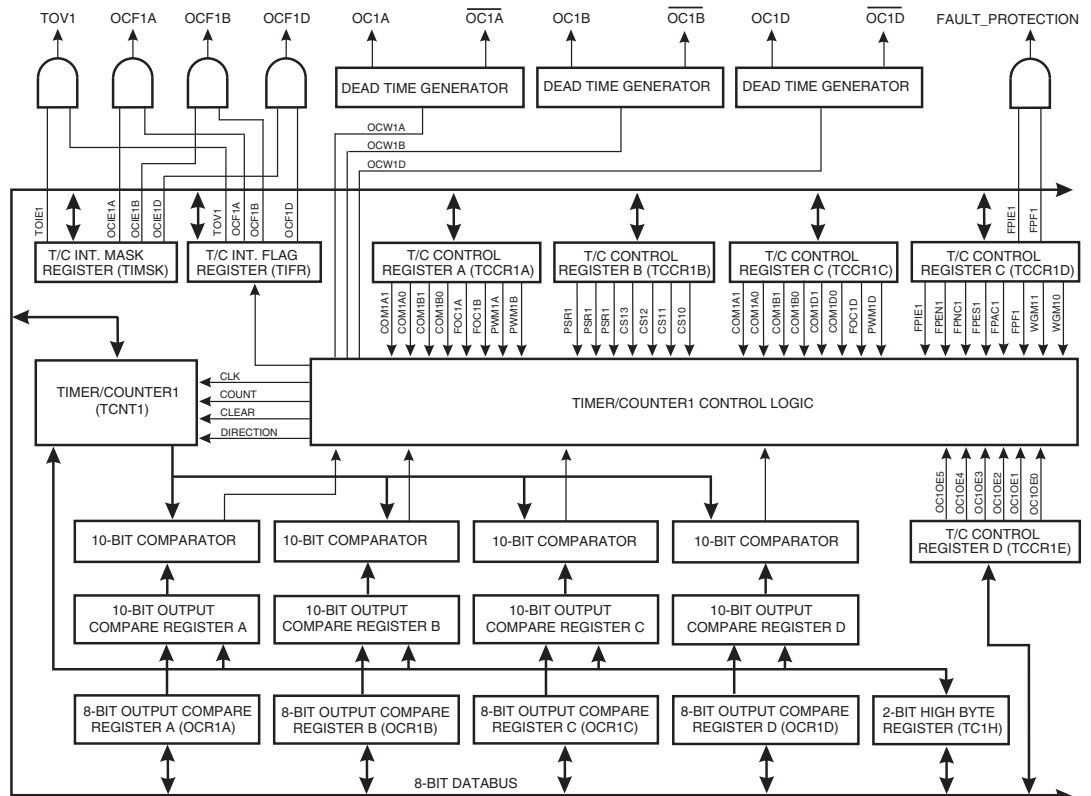 TOV1 OCF1A OCF1B OCF1D OC1A OC1A OC1B OC1B OC1D OC1D FAULT_PROTECTION
DEAD TIME GENERATOR DEAD TIME GENERATOR DEAD TIME GENERATOR
OCW1A
OCW1B
OCW1D
TOIE1 OCIE1A OCIE1B OCIE1D TOV1 OCF1A OCF1B OCF1D FPIE1 FPF1
T/C INT. MASK
REGISTER (TIMSK)
T/C INT. FLAG
REGISTER (TIFR)
T/C CONTROL
REGISTER A (TCCR1A)
T/C CONTROL
REGISTER B (TCCR1B)
T/C CONTROL
REGISTER C (TCCR1C)
T/C CONTROL
REGISTER C (TCCR1D)
COM1A1 COM1A0 COM1B1 COM1B0 FOC1A FOC1B PWM1A PWM1B
PSR1 PSR1 PSR1 CS13 CS12 CS11 CS10
COM1A1 COM1A0 COM1B1 COM1B0 COM1D1 COM1D0 FOC1D PWM1D
FPIE1 FPEN1 FPNC1 FPES1 FPAC1 FPF1 WGM11 WGM10
TIMER/COUNTER1
(TCNT1)
CLK
COUNT
CLEAR
DIRECTION
TIMER/COUNTER1 CONTROL LOGIC
OC1OE5 OC1OE4 OC1OE3 OC1OE2 OC1OE1 OC1OE0
10-BIT COMPARATOR 10-BIT COMPARATOR 10-BIT COMPARATOR 10-BIT COMPARATOR
T/C CONTROL
REGISTER D (TCCR1E)
10-BIT OUTPUT
COMPARE REGISTER A
10-BIT OUTPUT
COMPARE REGISTER B
10-BIT OUTPUT
COMPARE REGISTER C
10-BIT OUTPUT
COMPARE REGISTER D
8-BIT OUTPUT COMPARE
REGISTER A (OCR1A)
8-BIT OUTPUT COMPARE
REGISTER B (OCR1B)
8-BIT OUTPUT COMPARE
REGISTER C (OCR1C)
8-BIT OUTPUT COMPARE
REGISTER D (OCR1D)
2-BIT HIGH BYTE
REGISTER (TC1H)
8-BIT DATABUS